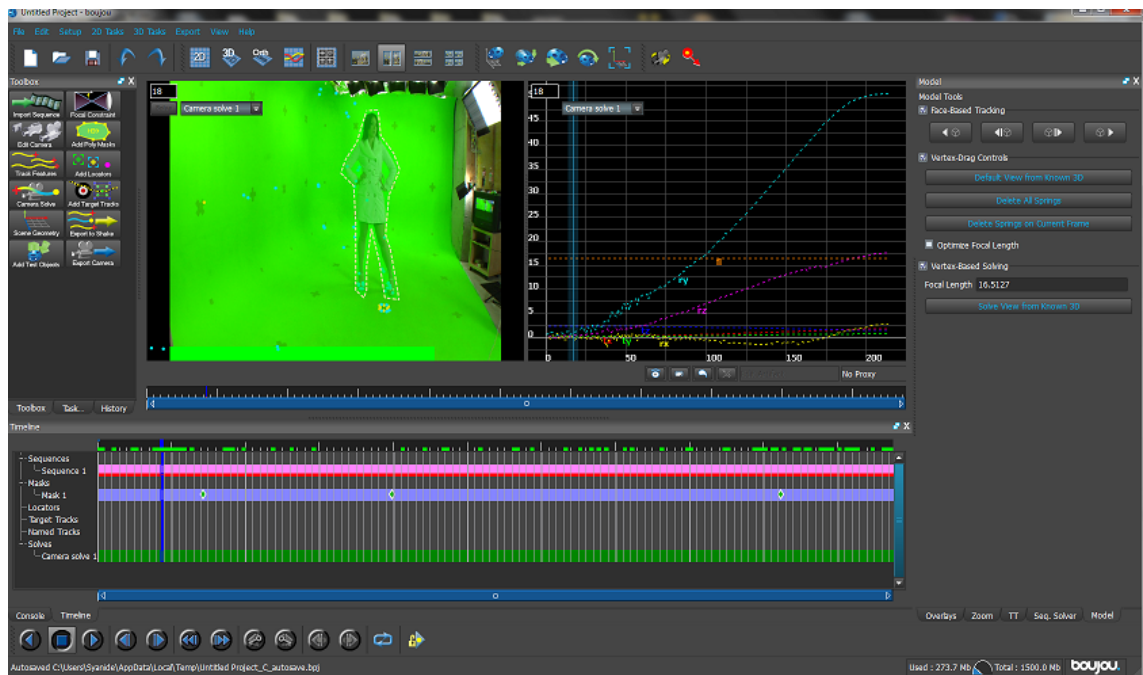 Untitled Project - boujou
File Edit Setup 2D Tasks 3D Tasks Export View Help
2D 3D Orth
Toolbox
Import Sequence Focal Constraint
Edit Camera Add Poly Masks
Track Features Add Locators
Camera Solve Add Target Tracks
Scene Geometry Export to Shake
Add Test Objects Export Camera
Toolbox Task... History
18
Camera solve 1
18
Camera solve 1
45
40
35
30
25
20
15
10
5
0
0 50 100 150 200
ry
fl
rz
ty
rx
No Proxy
Model
Model Tools
Face-Based Tracking
Vertex-Drag Controls
Default View from Known 3D
Delete All Springs
Delete Springs on Current Frame
Optimize Focal Length
Vertex-Based Solving
Focal Length 16.5127
Solve View from Known 3D
Timeline
Sequences
Sequence 1
Masks
Mask 1
Locators
Target Tracks
Named Tracks
Solves
Camera solve 1
Console Timeline
Overlays Zoom TT Seq. Solver Model
Autosaved C:\Users\Syanide\AppData\Local\Temp\Untitled Project_C_autosave.bpj
Used : 273.7 Mb Total : 1500.0 Mb boujou.